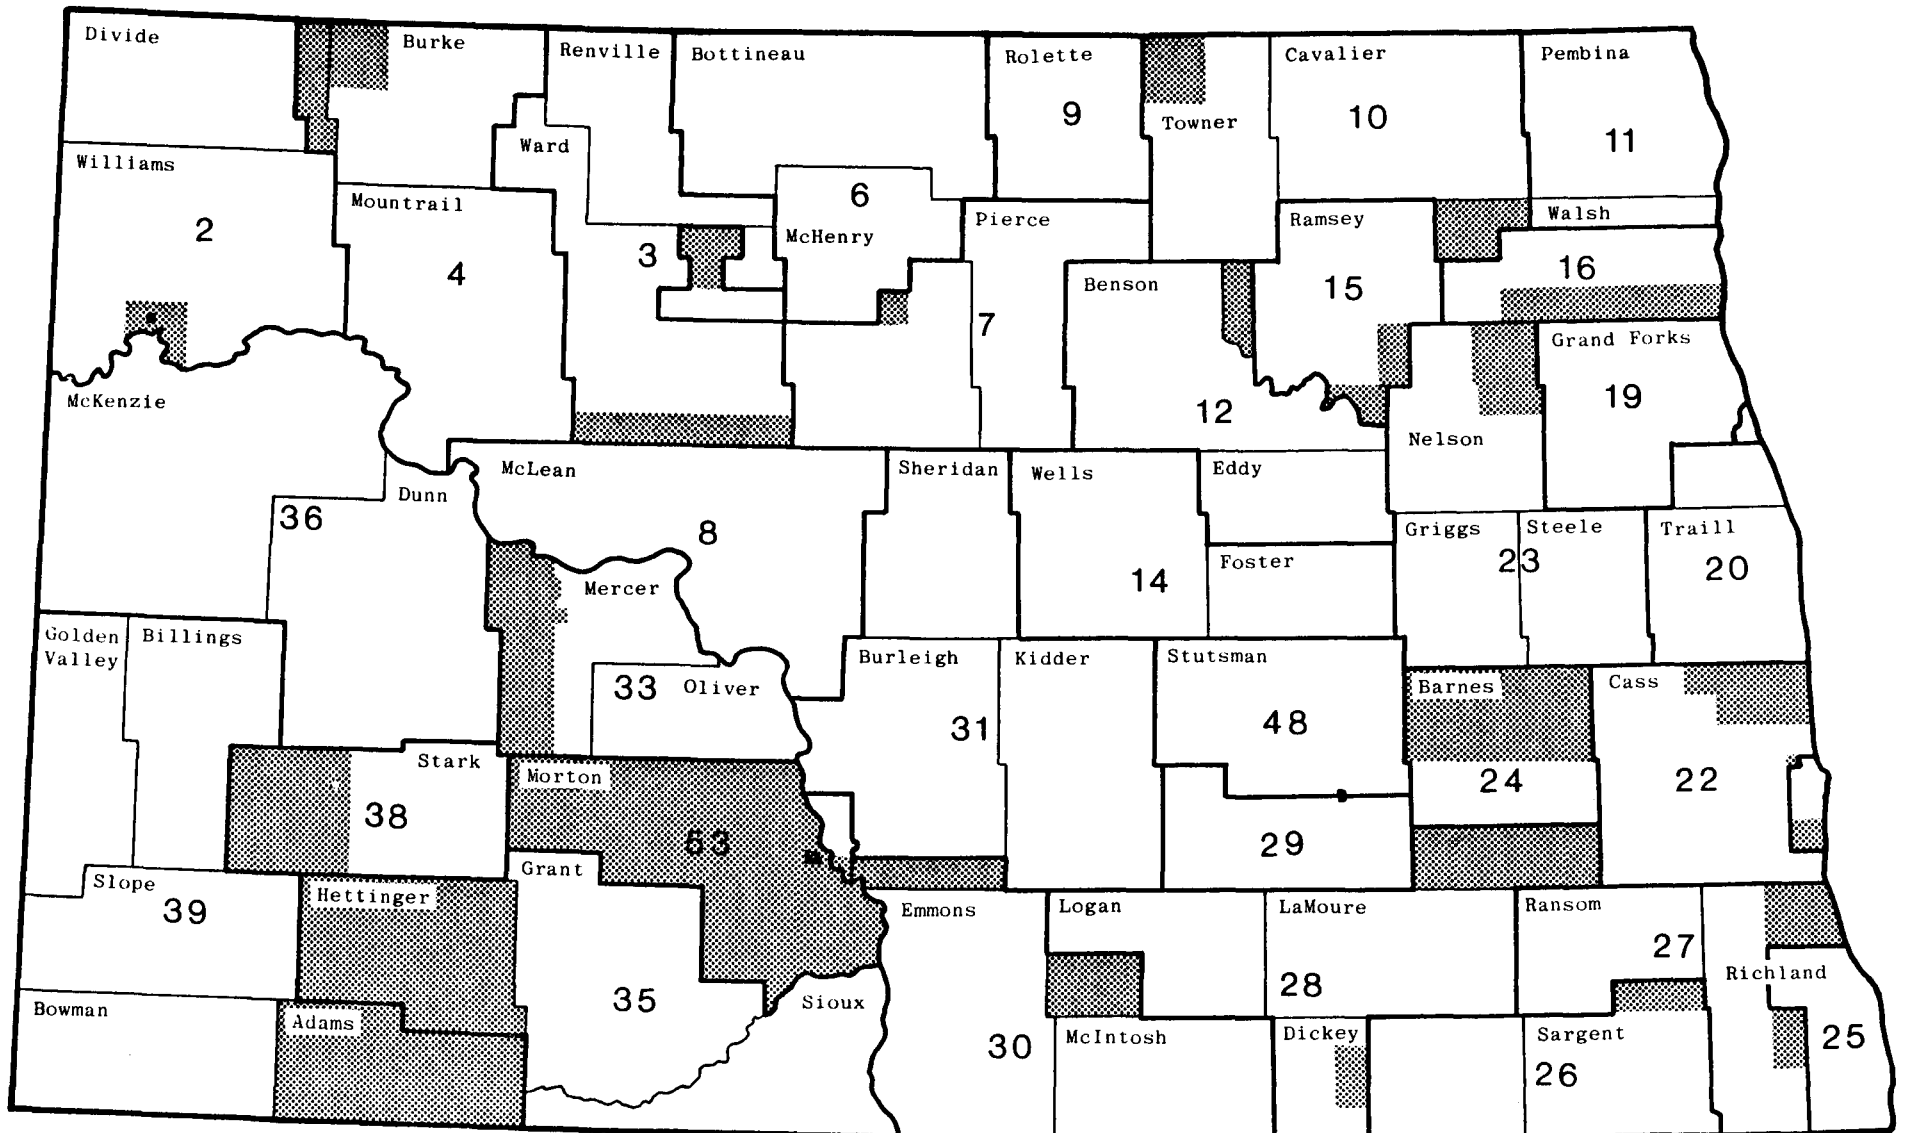 Divide
Burke
Renville
Bottineau
Rolette
Cavalier
Pembina
9
10
Towner
11
Ward
Williams
Mountrail
6
Pierce
Ramsey
Walsh
2
McHenry
3
4
16
Benson
15
7
Grand Forks
McKenzie
19
12
Nelson
McLean
Sheridan
Wells
Eddy
Dunn
36
8
Griggs
Steele
Traill
23
Foster
20
Mercer
14
Golden
Valley
Billings
Burleigh
Kidder
Stutsman
33
Oliver
Barnes
Cass
31
48
Stark
Morton
24
22
38
53
29
Grant
Slope
Hettinger
39
Emmons
Logan
LaMoure
Ransom
27
Richland
28
35
Sioux
Bowman
Adams
30
McIntosh
Dickey
Sargent
25
26